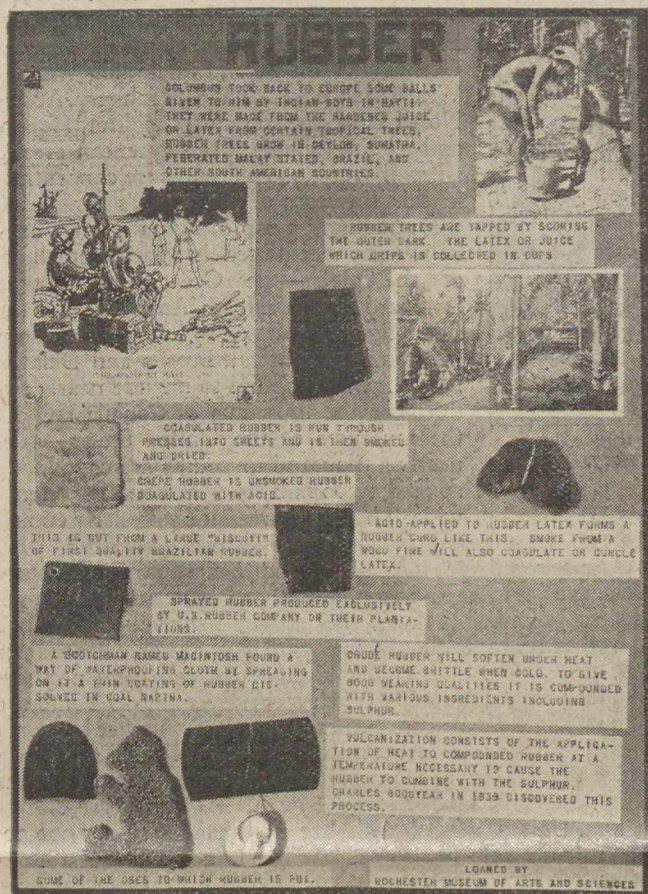 RUBBER
COLUMBUS TOOK BACK TO EUROPE SOME BALLS
GIVEN TO HIM BY INDIAN BOYS IN HAYTI.
THEY WERE MADE FROM THE HARDENED JUICE
OR LATEX FROM CERTAIN TROPICAL TREES.
RUBBER TREES GROW IN CEYLON, SUMATRA,
FEDERATED MALAY STATES, BRAZIL, AND
OTHER SOUTH AMERICAN COUNTRIES.
RUBBER TREES ARE TAPPED BY SCORING
THE OUTER BARK. THE LATEX OR JUICE
WHICH DRIPS IS COLLECTED IN CUPS
COAGULATED RUBBER IS RUN THROUGH
PRESSES INTO SHEETS AND IS THEN SMOKED
AND DRIED.
CREPE RUBBER IS UNSMOKED RUBBER
COAGULATED WITH ACID.
THIS IS CUT FROM A LARGE "BISCUIT"
OF FIRST QUALITY BRAZILIAN RUBBER.
ACID APPLIED TO RUBBER LATEX FORMS A
RUBBER CURD LIKE THIS. SMOKE FROM A
WOOD FIRE WILL ALSO COAGULATE OR CURDLE
LATEX.
SPRAYED RUBBER PRODUCED EXCLUSIVELY
BY U.S. RUBBER COMPANY ON THEIR PLANTA-
TIONS.
A SCOTCHMAN NAMED MACINTOSH FOUND A
WAY OF WATERPROOFING CLOTH BY SPREADING
ON IT A THIN COATING OF RUBBER DIS-
SOLVED IN COAL NAPTHA.
CRUDE RUBBER WILL SOFTEN UNDER HEAT
AND BECOME BRITTLE WHEN COLD. TO GIVE
GOOD WEARING QUALITIES IT IS COMPOUNDED
WITH VARIOUS INGREDIENTS INCLUDING
SULPHUR.
VULCANIZATION CONSISTS OF THE APPLICA-
TION OF HEAT TO COMPOUNDED RUBBER AT A
TEMPERATURE NECESSARY TO CAUSE THE
RUBBER TO COMBINE WITH THE SULPHUR.
CHARLES GOODYEAR IN 1839 DISCOVERED THIS
PROCESS.
SOME OF THE USES TO WHICH RUBBER IS PUT.
LOANED BY
ROCHESTER MUSEUM OF ARTS AND SCIENCES